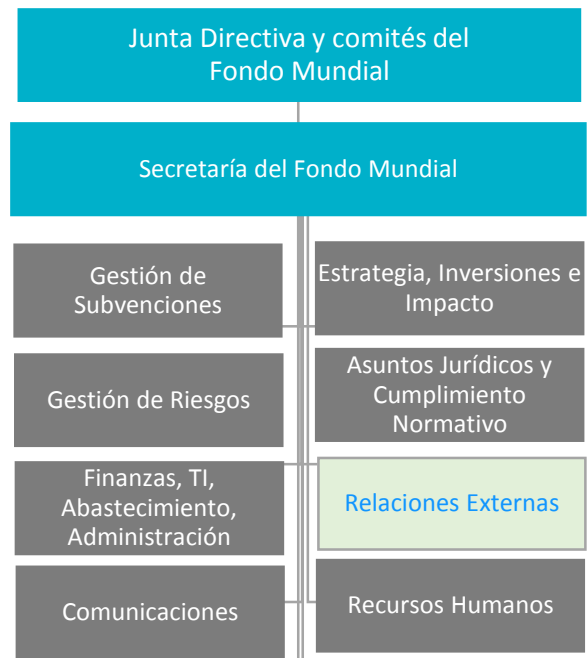 Junta Directiva y comités del
Fondo Mundial
Secretaría del Fondo Mundial
Gestión de
Subvenciones
Estrategia, Inversiones e
Impacto
Gestión de Riesgos
Asuntos Jurídicos y
Cumplimiento
Normativo
Finanzas, TI,
Abastecimiento,
Administración
Relaciones Externas
Comunicaciones
Recursos Humanos